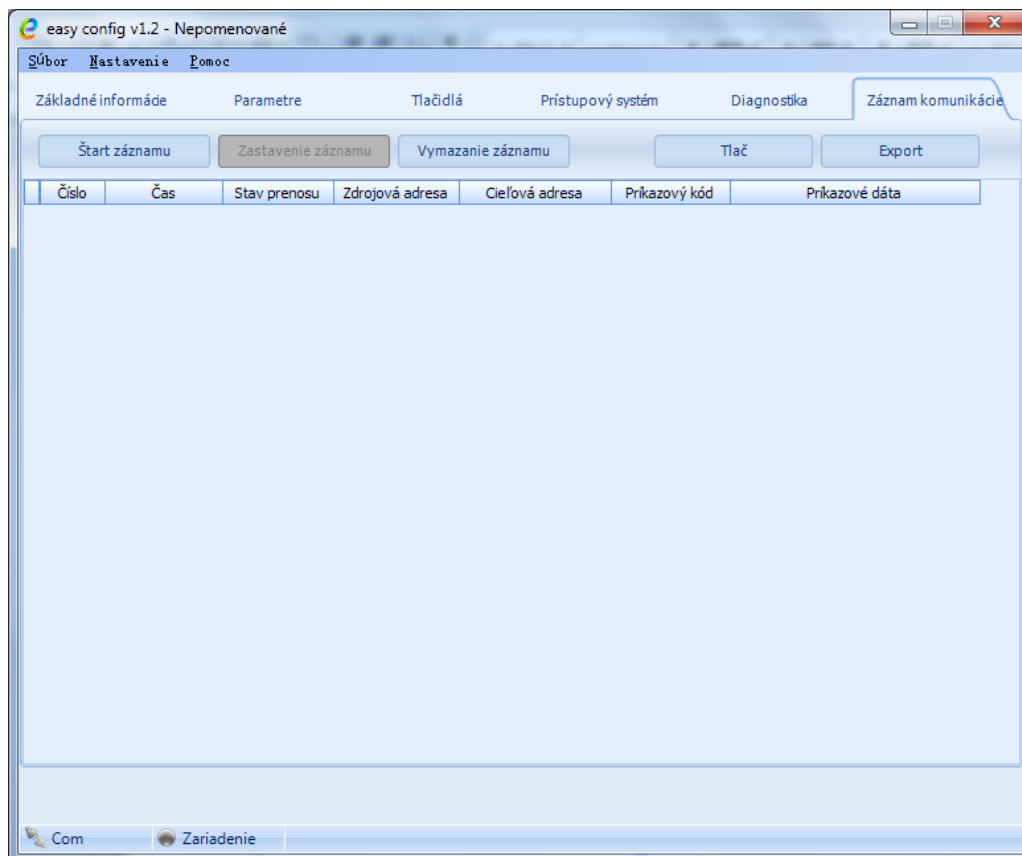 easy config v1.2 - Nepomenované
SÚbor Nastavenie Pomoc
Základné informácie Parametre Tlačidlá Prístupový systém Diagnostika Záznam komunikácie
Štart záznamu Zastavenie záznamu Vymazanie záznamu Tlač Export
Číslo Čas Stav prenosu Zdrojová adresa Cieľová adresa Príkazový kód Príkazové dáta
Com Zariadenie